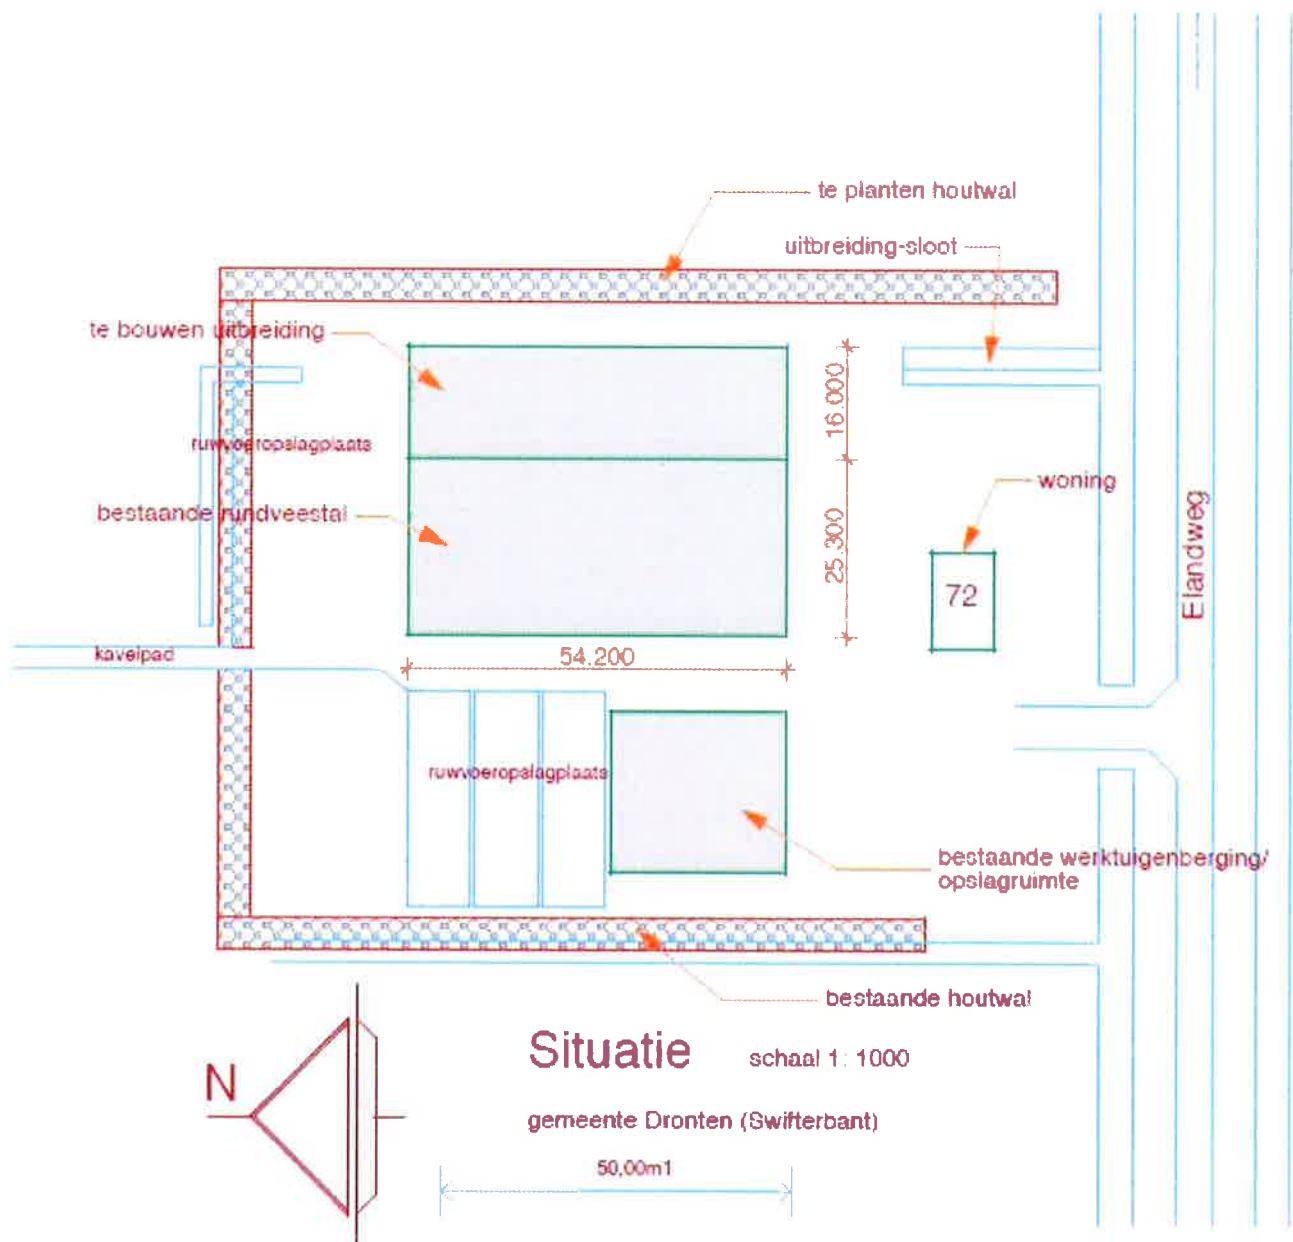 te planten houtwal
uitbreiding-sloot
te bouwen uitbreiding
16.000
ruwvoeropslagplaats
woning
bestaande rundveestal
25.300
Elandweg
72
kavelpad
54.200
ruwvoeropslagplaats
bestaande werktuigenberging/
opslagruimte
bestaande houtwal
Situatie schaal 1: 1000
N
gemeente Dronten (Swifterbant)
50,00m1